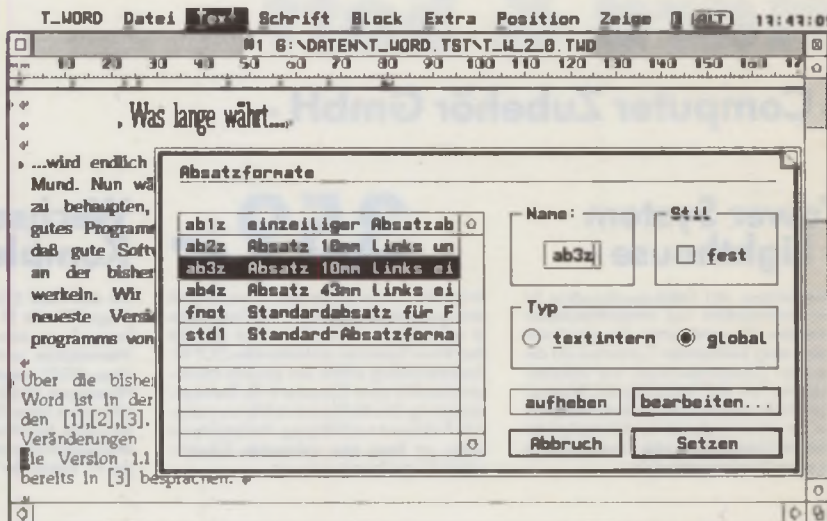 T_WORD Datei Text Schrift Block Extra Position Zeige ALT 17:47:0
#1 G:\DATEN\T_WORD.TST\T_W_2_0.TWD
10 20 30 40 50 60 70 80 90 100 110 120 130 140 150 160 17
Was lange währt....
...wird endlich
Mund. Nun wä
zu behaupten,
gutes Program
daß gute Softw
an der bisher
werkeln. Wir
neueste Versi
programms von
Über die bisher
Word ist in der
den [1],[2],[3].
Veränderungen
die Version 1.1
bereits in [3] besprochen.
Absatzformate
ab1z einzeiliger Absatzab
ab2z Absatz 10mm links un
ab3z Absatz 10mm links ei
ab4z Absatz 43mm links ei
fnot Standardabsatz für F
std1 Standard-Absatzforma
Name:
ab3z
Stil
fest
Typ
textintern global
aufheben bearbeiten...
Abbruch Setzen